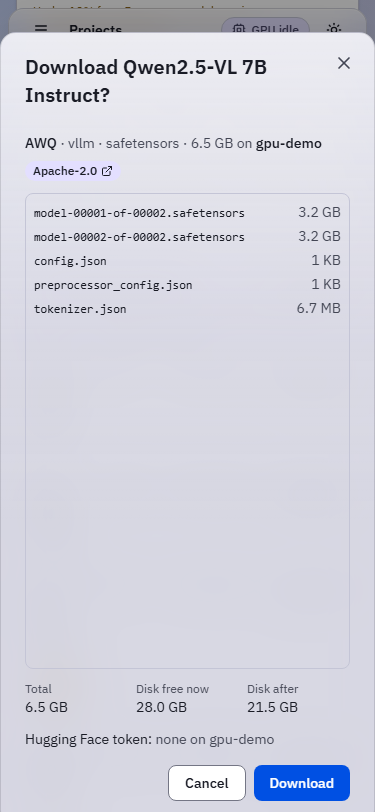 Projects
GPU idle
Download Qwen2.5-VL 7B
Instruct?
AWQ · vllm · safetensors · 6.5 GB on gpu-demo
Apache-2.0
model-00001-of-00002.safetensors 3.2 GB
model-00002-of-00002.safetensors 3.2 GB
config.json 1 KB
preprocessor_config.json 1 KB
tokenizer.json 6.7 MB
Total Disk free now Disk after
6.5 GB 28.0 GB 21.5 GB
Hugging Face token: none on gpu-demo
Cancel Download